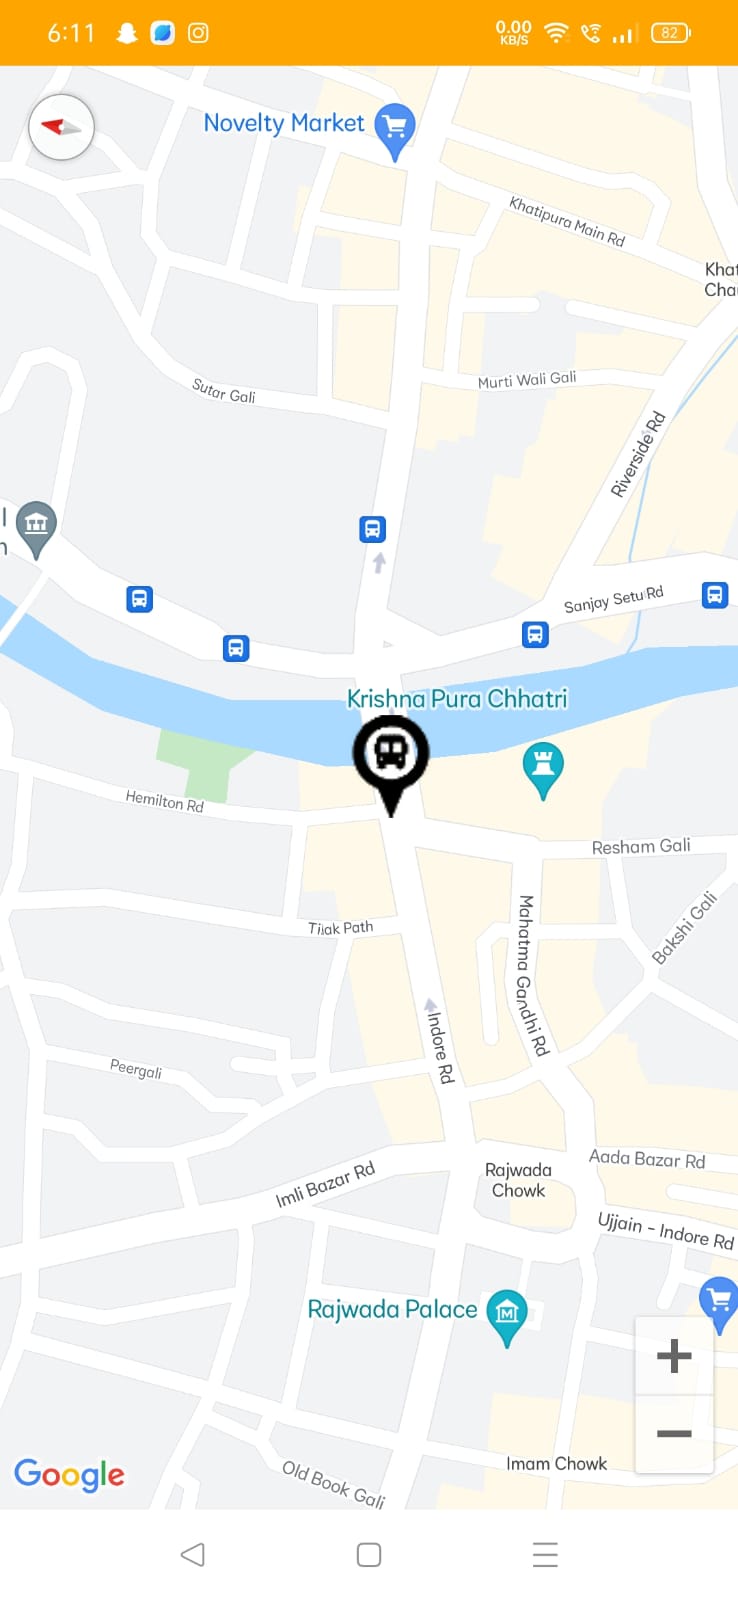 6:11
0.00
KB/S
82
Novelty Market
Khatipura Main Rd
Murti Wali Gali
Sutar Gali
Riverside Rd
Sanjay Setu Rd
Krishna Pura Chhatri
Hemilton Rd
Resham Gali
Tilak Path
Mahatma Gandhi Rd
Bakshi Gali
Indore Rd
Peergali
Aada Bazar Rd
Rajwada
Chowk
Imli Bazar Rd
Ujjain - Indore Rd
Rajwada Palace
M
+
−
Imam Chowk
Google
Old Book Gali